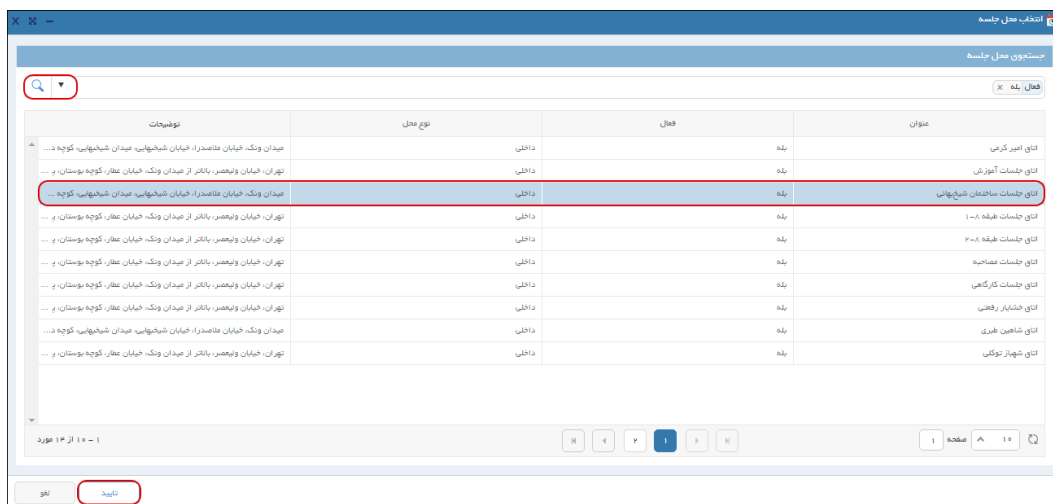 انتخاب محل جلسه
جستجوی محل جلسه
فعال بله ×
عنوان فعال نوع محل توضیحات
اتاق امیر کرمی بله داخلی میدان ونک، خیابان ملاصدرا، خیابان شیخبهایی، میدان شیخبهایی، کوچه د...
اتاق جلسات آموزش بله داخلی تهران، خیابان ولیعصر، بالاتر از میدان ونک، خیابان عطار، کوچه بوستان، پ ...
اتاق جلسات ساختمان شیخ‌بهائی بله داخلی میدان ونک، خیابان ملاصدرا، خیابان شیخبهایی، میدان شیخبهایی، کوچه ...
اتاق جلسات طبقه ۸-۱ بله داخلی تهران، خیابان ولیعصر، بالاتر از میدان ونک، خیابان عطار، کوچه بوستان، پ ...
اتاق جلسات طبقه ۸-۲ بله داخلی تهران، خیابان ولیعصر، بالاتر از میدان ونک، خیابان عطار، کوچه بوستان، پ ...
اتاق جلسات مصاحبه بله داخلی تهران، خیابان ولیعصر، بالاتر از میدان ونک، خیابان عطار، کوچه بوستان، پ ...
اتاق جلسات کارگاهی بله داخلی تهران، خیابان ولیعصر، بالاتر از میدان ونک، خیابان عطار، کوچه بوستان، پ ...
اتاق خشایار رفعتی بله داخلی تهران، خیابان ولیعصر، بالاتر از میدان ونک، خیابان عطار، کوچه بوستان، پ ...
اتاق شاهین طبری بله داخلی میدان ونک، خیابان ملاصدرا، خیابان شیخبهایی، میدان شیخبهایی، کوچه د...
اتاق شهباز توکلی بله داخلی تهران، خیابان ولیعصر، بالاتر از میدان ونک، خیابان عطار، کوچه بوستان، پ ...
۱۰ صفحه ۱ ۱ ۲ ۱ - ۱۰ از ۱۴ مورد
تایید لغو